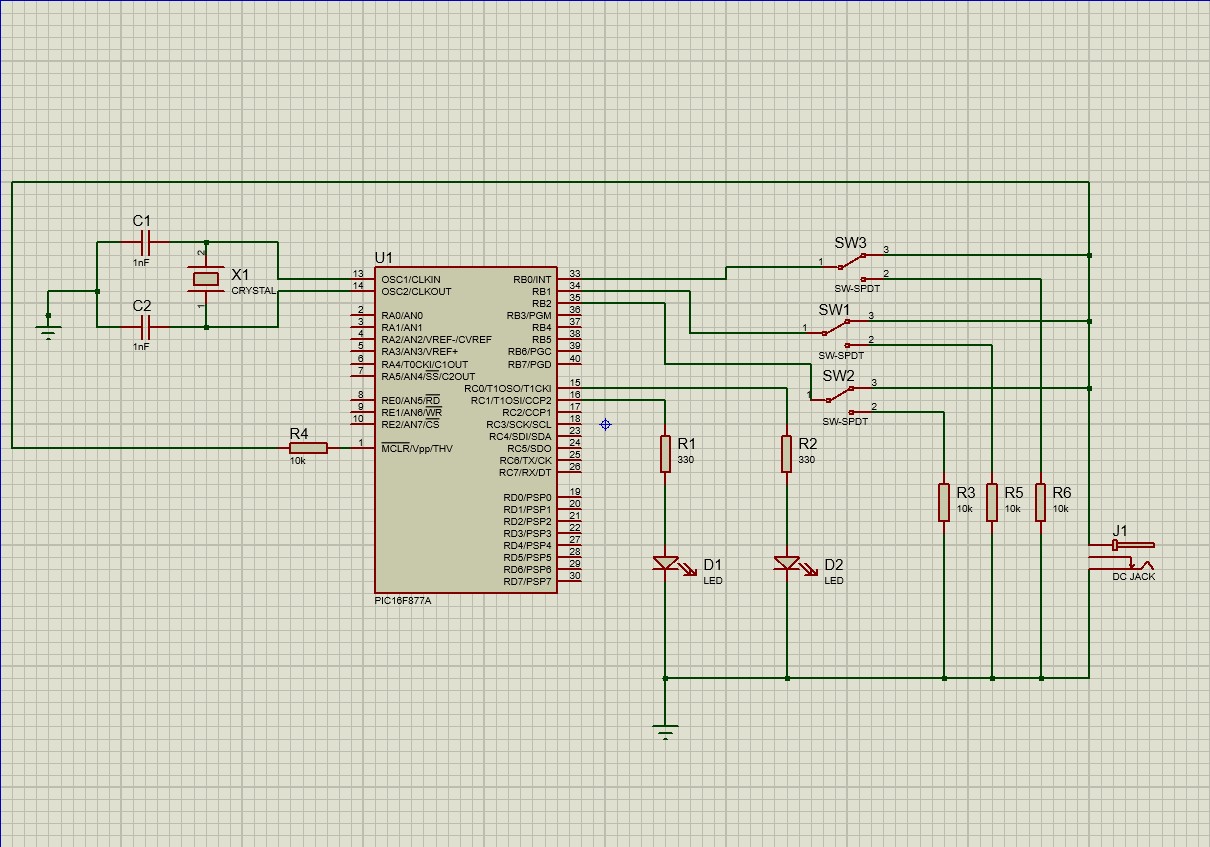 C1
1nF
2
X1
CRYSTAL
1
C2
1nF
R4
10k
U1
13 OSC1/CLKIN
14 OSC2/CLKOUT
2 RA0/AN0
3 RA1/AN1
4 RA2/AN2/VREF-/CVREF
5 RA3/AN3/VREF+
6 RA4/T0CKI/C1OUT
7 RA5/AN4/SS/C2OUT
8 RE0/AN5/RD
9 RE1/AN6/WR
10 RE2/AN7/CS
1 MCLR/Vpp/THV
RB0/INT 33
RB1 34
RB2 35
RB3/PGM 36
RB4 37
RB5 38
RB6/PGC 39
RB7/PGD 40
RC0/T1OSO/T1CKI 15
RC1/T1OSI/CCP2 16
RC2/CCP1 17
RC3/SCK/SCL 18
RC4/SDI/SDA 23
RC5/SDO 24
RC6/TX/CK 25
RC7/RX/DT 26
RD0/PSP0 19
RD1/PSP1 20
RD2/PSP2 21
RD3/PSP3 22
RD4/PSP4 27
RD5/PSP5 28
RD6/PSP6 29
RD7/PSP7 30
PIC16F877A
SW3
1
3
2
SW-SPDT
SW1
1
3
2
SW-SPDT
SW2
1
3
2
SW-SPDT
R1
330
R2
330
R3
10k
R5
10k
R6
10k
D1
LED
D2
LED
J1
DC JACK